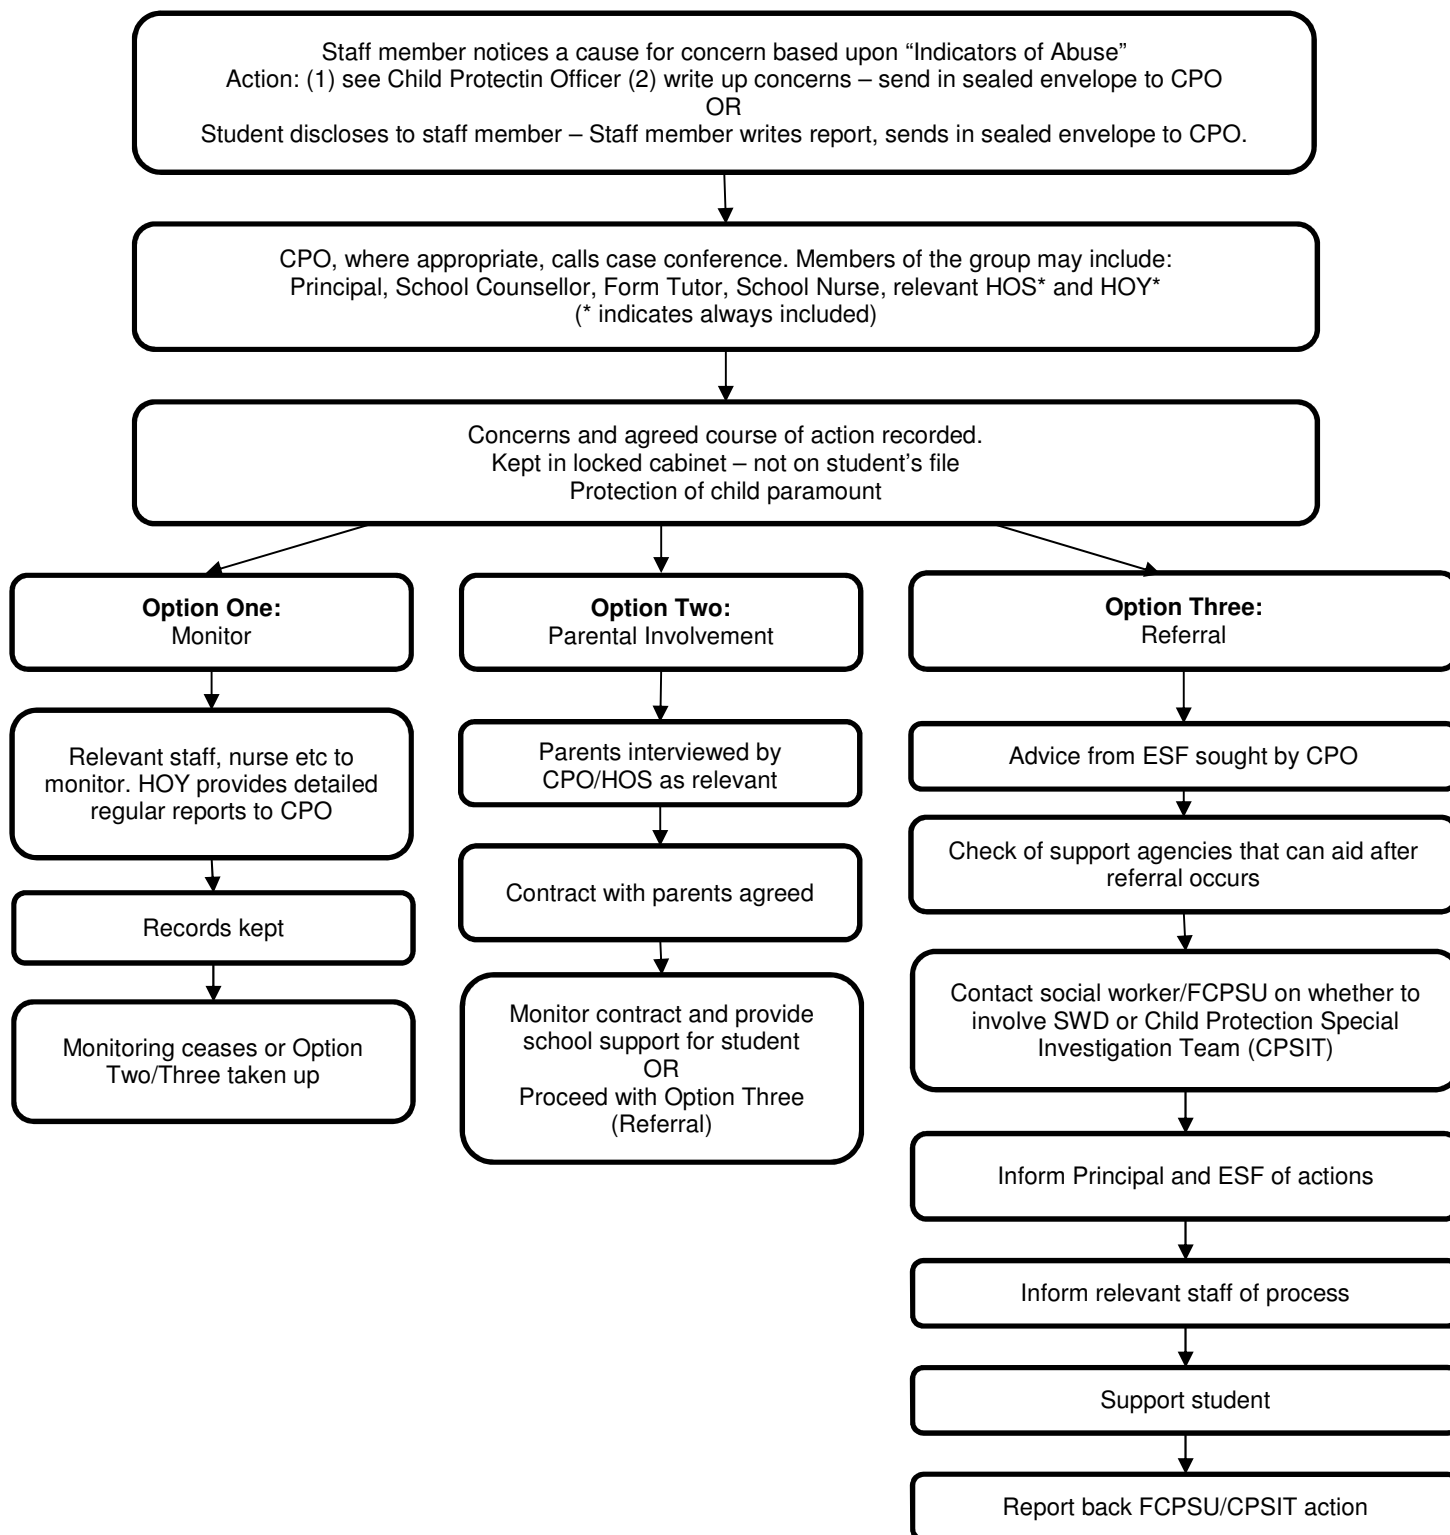 Staff member notices a cause for concern based upon “Indicators of Abuse”
Action: (1) see Child Protectin Officer (2) write up concerns – send in sealed envelope to CPO
OR
Student discloses to staff member – Staff member writes report, sends in sealed envelope to CPO.
CPO, where appropriate, calls case conference. Members of the group may include:
Principal, School Counsellor, Form Tutor, School Nurse, relevant HOS* and HOY*
(* indicates always included)
Concerns and agreed course of action recorded.
Kept in locked cabinet – not on student’s file
Protection of child paramount
Option One:
Monitor
Relevant staff, nurse etc to
monitor. HOY provides detailed
regular reports to CPO
Records kept
Monitoring ceases or Option
Two/Three taken up
Option Two:
Parental Involvement
Parents interviewed by
CPO/HOS as relevant
Contract with parents agreed
Monitor contract and provide
school support for student
OR
Proceed with Option Three
(Referral)
Option Three:
Referral
Advice from ESF sought by CPO
Check of support agencies that can aid after
referral occurs
Contact social worker/FCPSU on whether to
involve SWD or Child Protection Special
Investigation Team (CPSIT)
Inform Principal and ESF of actions
Inform relevant staff of process
Support student
Report back FCPSU/CPSIT action